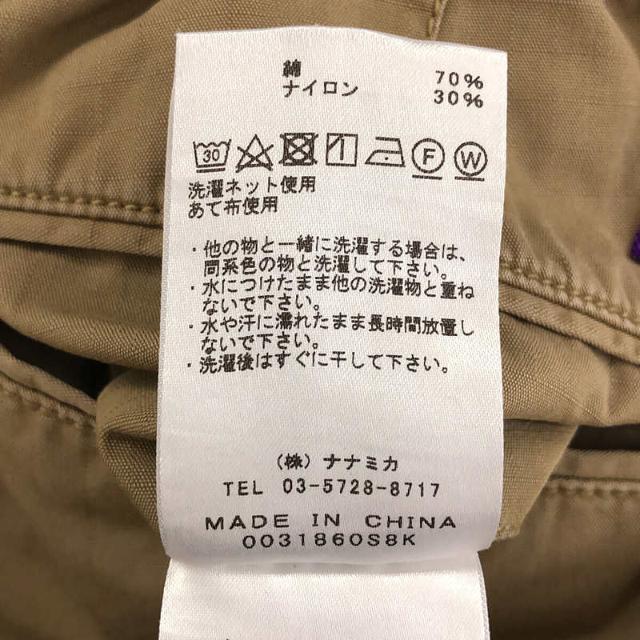 綿 70%
ナイロン 30%
30 F W
洗濯ネット使用
あて布使用
・他の物と一緒に洗濯する場合は、
同系色の物と洗濯して下さい。
・水につけたまま他の洗濯物と重ね
ないで下さい。
・水や汗に濡れたまま長時間放置し
ないで下さい。
・洗濯後はすぐに干して下さい。
(株) ナナミカ
TEL 03-5728-8717
MADE IN CHINA
0031860S8K